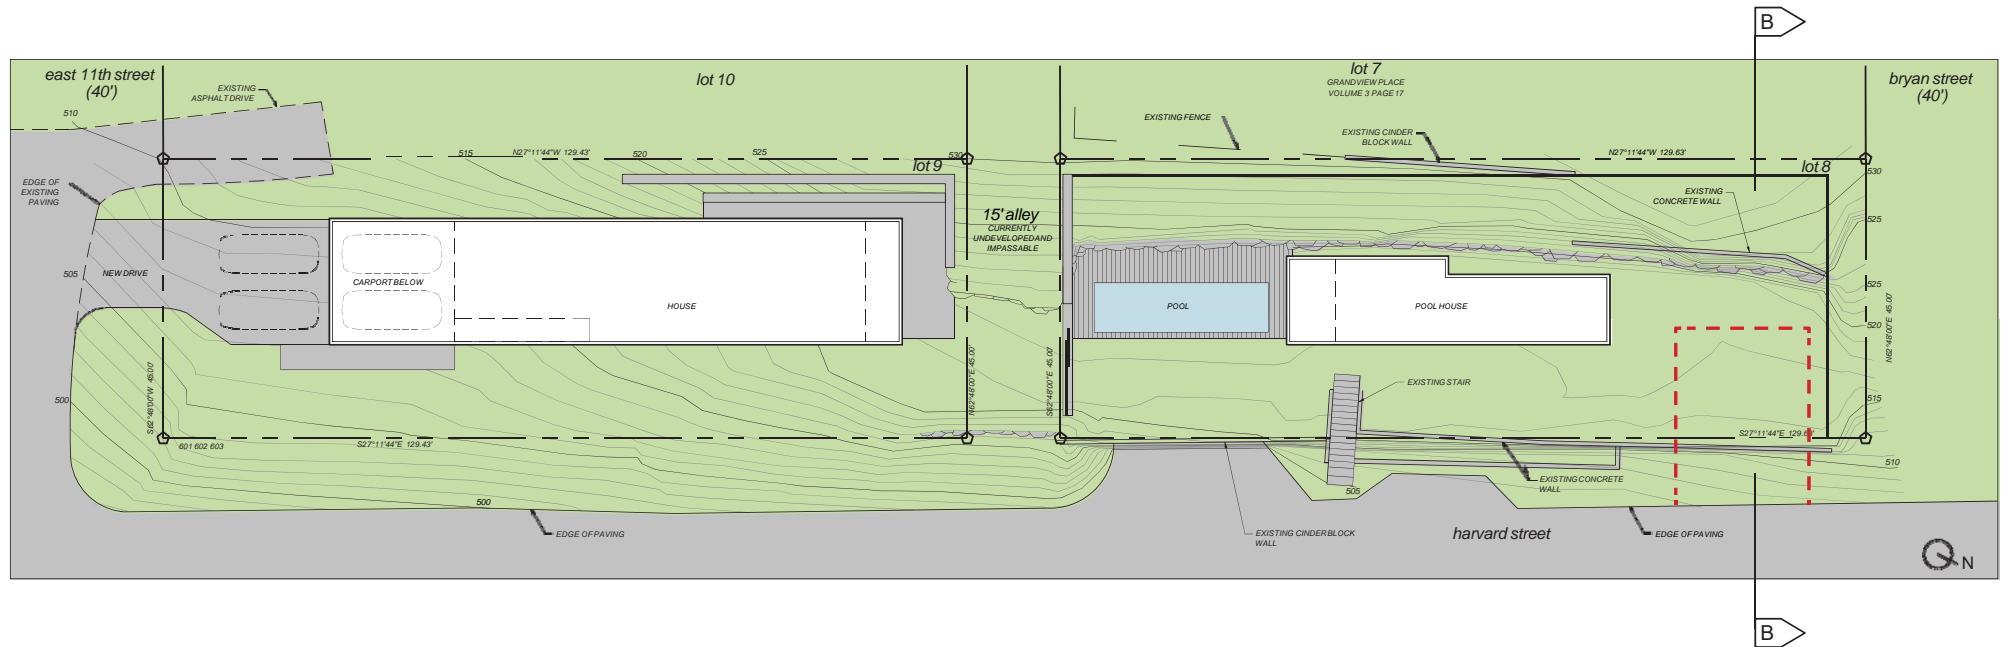 B
east 11th street
(40')
lot 10
lot 7
GRANDVIEW PLACE
VOLUME 3 PAGE 17
bryan street
(40')
EXISTING
ASPHALT DRIVE
510
EXISTING FENCE
EXISTING CINDER
BLOCK WALL
515
N27°11'44"W 129.43'
520
525
530
lot 9
N27°11'44"W 129.63'
lot 8
530
EDGE OF
EXISTING
PAVING
EXISTING
CONCRETE WALL
15' alley
CURRENTLY
UNDEVELOPED AND
IMPASSABLE
525
505
NEW DRIVE
CARPORT BELOW
HOUSE
POOL
POOL HOUSE
525
520
N62°48'00"E 45.00'
S62°48'00"W 45.00'
N62°48'00"E 45.00'
S62°48'00"E 45.00'
EXISTING STAIR
500
515
601 602 603
S27°11'44"E 129.43'
S27°11'44"E 129.63'
510
500
505
EXISTING CONCRETE
WALL
EDGE OF PAVING
EXISTING CINDER BLOCK
WALL
harvard street
EDGE OF PAVING
N
B